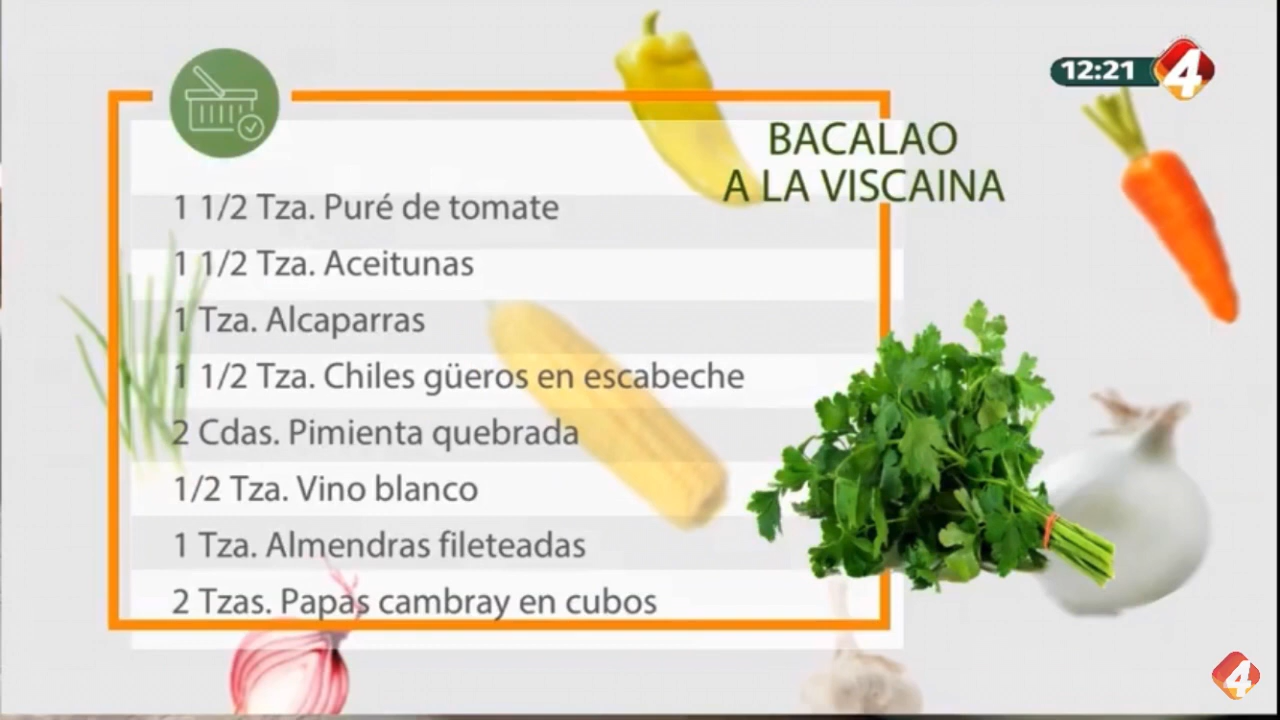 12:21 4
BACALAO
A LA VISCAINA
1 1/2 Tza. Puré de tomate
1 1/2 Tza. Aceitunas
1 Tza. Alcaparras
1 1/2 Tza. Chiles güeros en escabeche
2 Cdas. Pimienta quebrada
1/2 Tza. Vino blanco
1 Tza. Almendras fileteadas
2 Tzas. Papas cambray en cubos
4